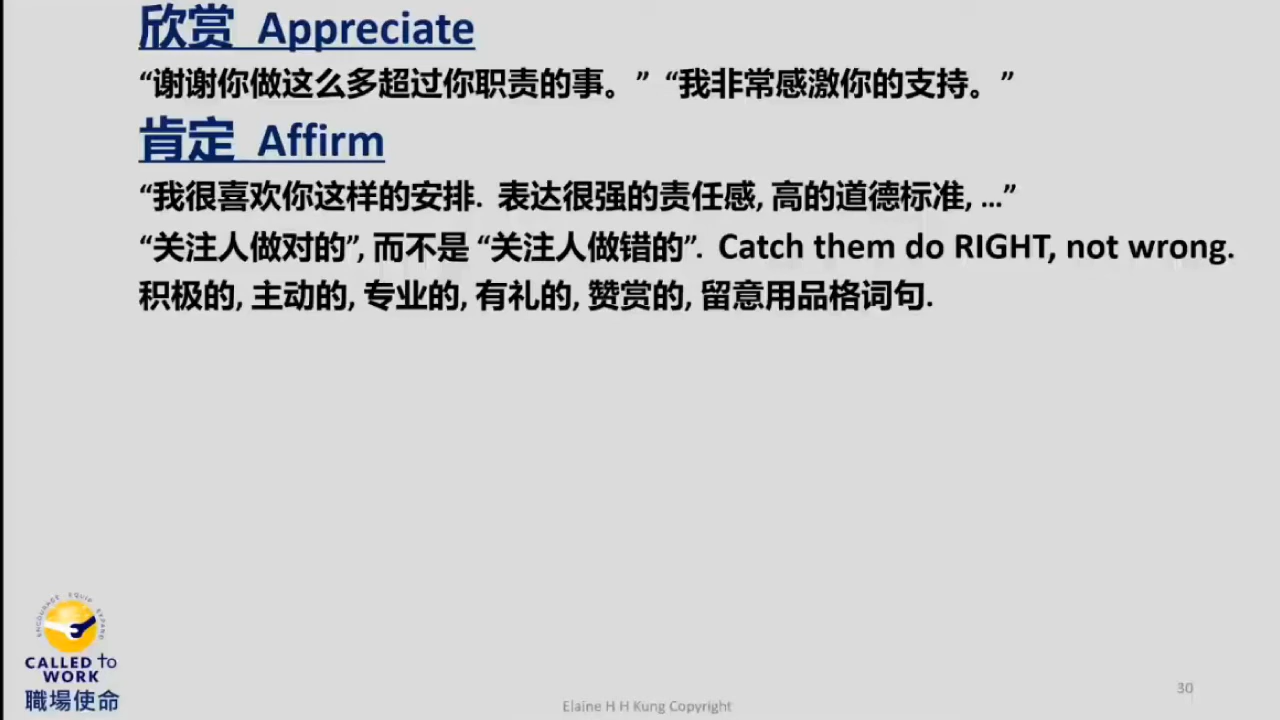 欣赏 Appreciate
“谢谢你做这么多超过你职责的事。” “我非常感激你的支持。”
肯定 Affirm
“我很喜欢你这样的安排. 表达很强的责任感, 高的道德标准, …”
“关注人做对的”, 而不是 “关注人做错的”. Catch them do RIGHT, not wrong.
积极的, 主动的, 专业的, 有礼的, 赞赏的, 留意用品格词句.
ENCOURAGE EQUIP EXPAND
CALLED to
WORK
職場使命
Elaine H H Kung Copyright
30